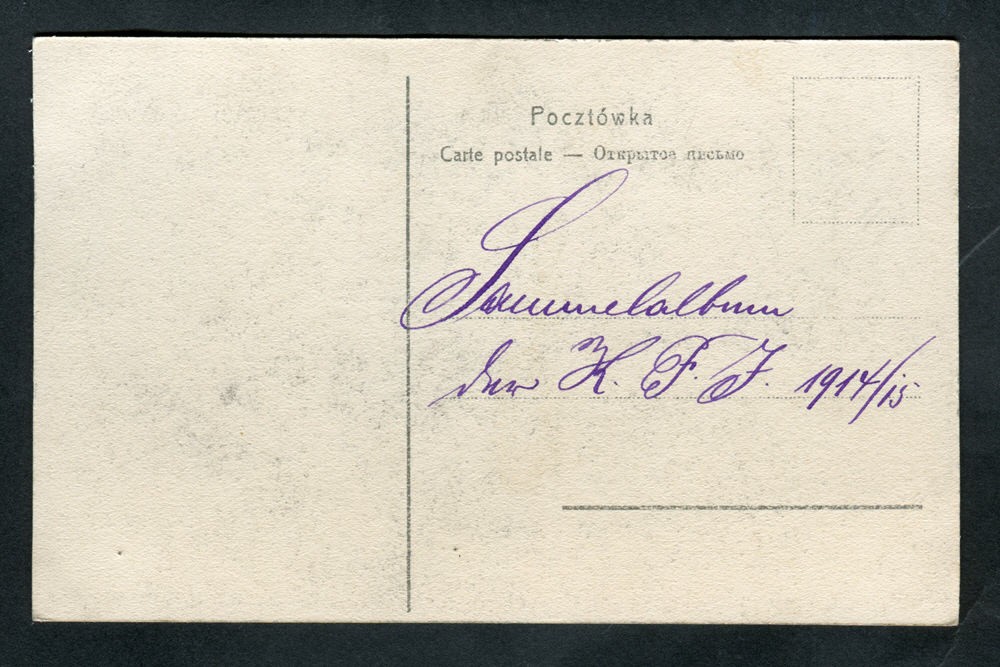 Pocztówka
Carte postale — Открытое письмо
Sammelalbum
der K. F. J. 1914/15